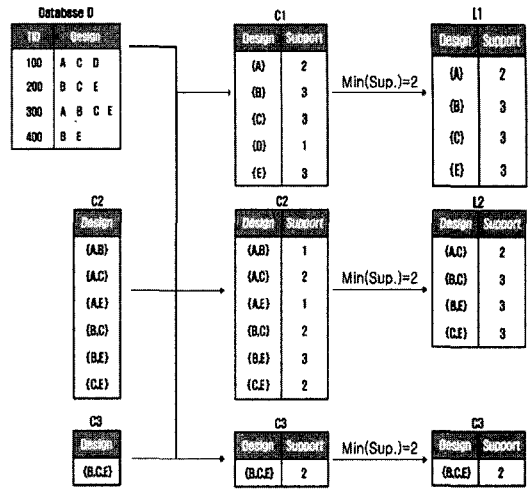 Database D
TID Design
100 A C D
200 B C E
300 A B C E
400 B E
C1
Design Support
{A} 2
{B} 3
{C} 3
{D} 1
{E} 3
Min(Sup.)=2
L1
Design Support
{A} 2
{B} 3
{C} 3
{E} 3
C2
Design
{A,B}
{A,C}
{A,E}
{B,C}
{B,E}
{C,E}
C2
Design Support
{A,B} 1
{A,C} 2
{A,E} 1
{B,C} 2
{B,E} 3
{C,E} 2
Min(Sup.)=2
L2
Design Support
{A,C} 2
{B,C} 3
{B,E} 3
{C,E} 3
C3
Design
{B,C,E}
C3
Design Support
{B,C,E} 2
Min(Sup.)=2
C3
Design Support
{B,C,E} 2